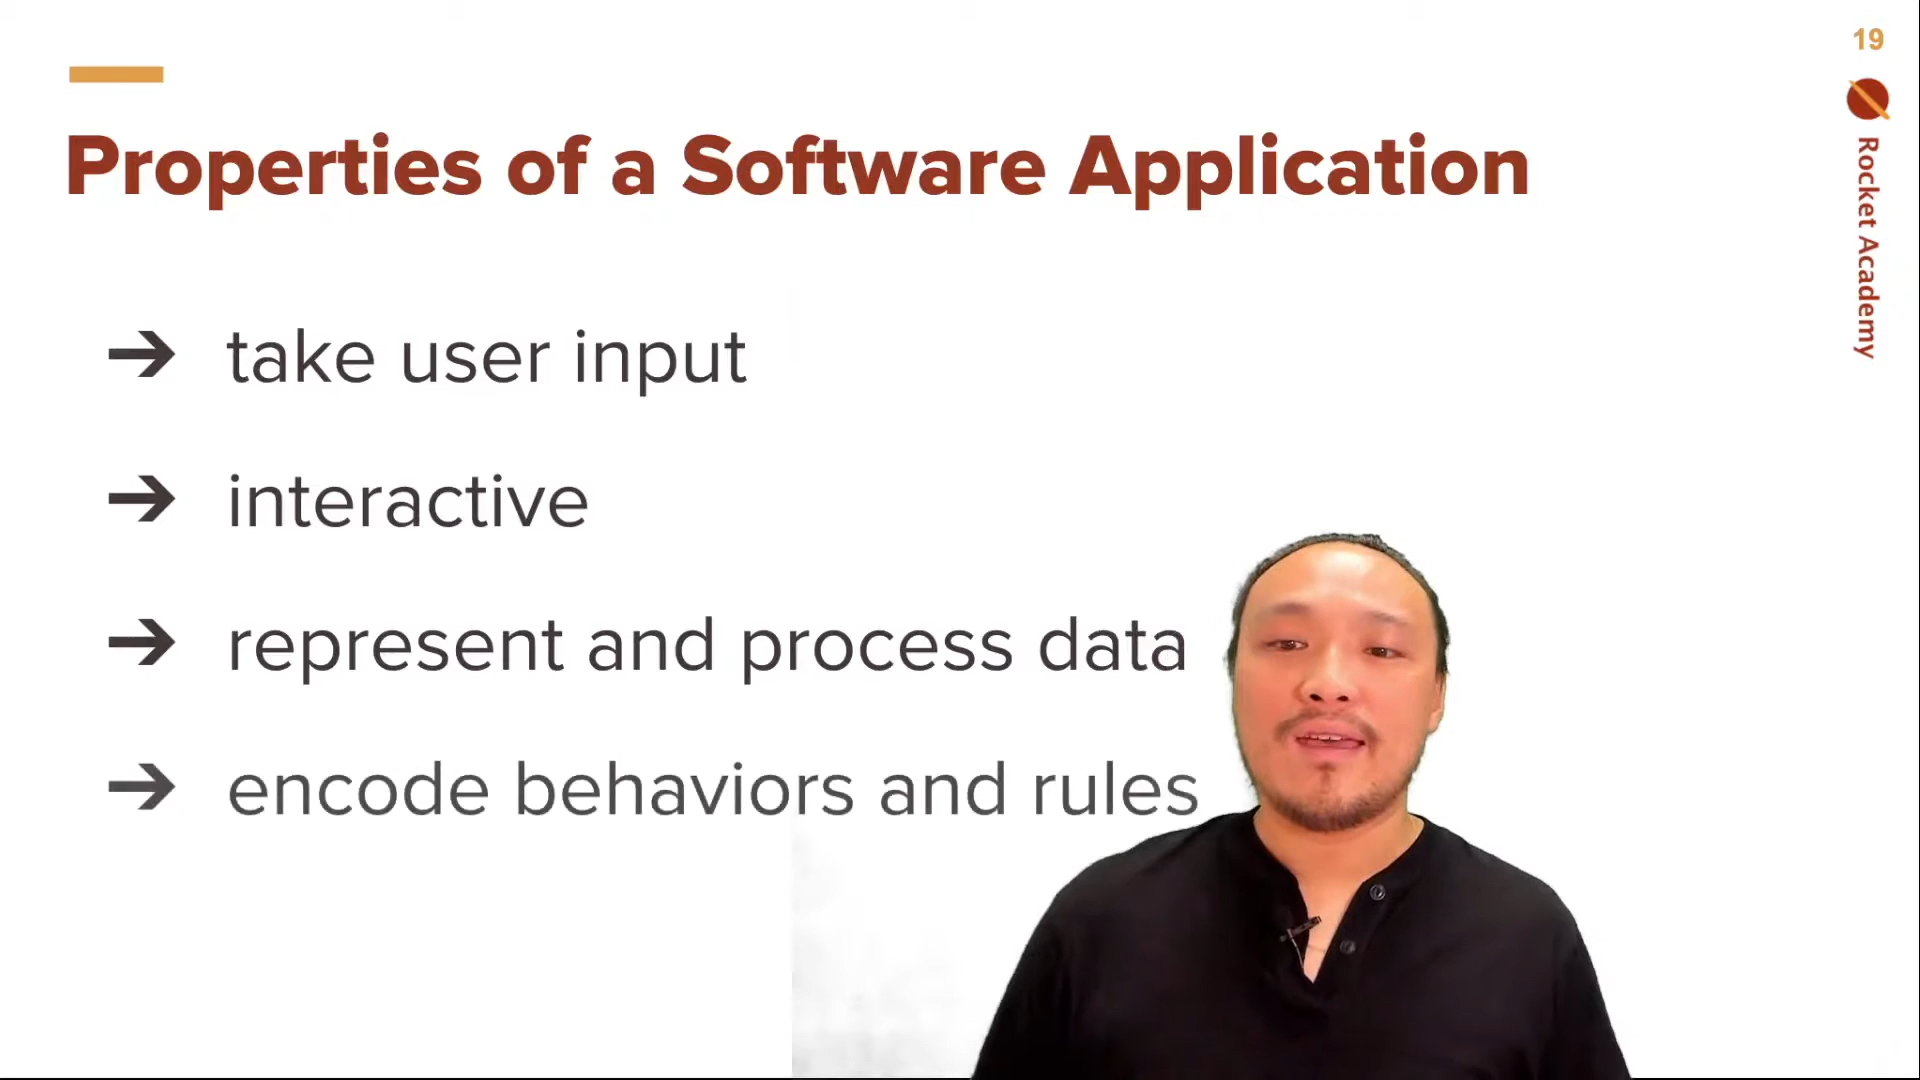 19
Rocket Academy
Properties of a Software Application
➔ take user input
➔ interactive
➔ represent and process data
➔ encode behaviors and rules